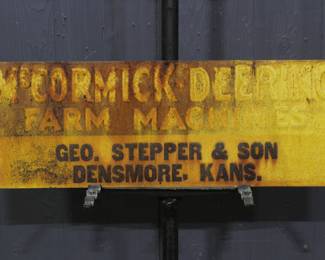 McCORMICK-DEERING
FARM MACHINES
GEO. STEPPER & SON
DENSMORE, KANS.